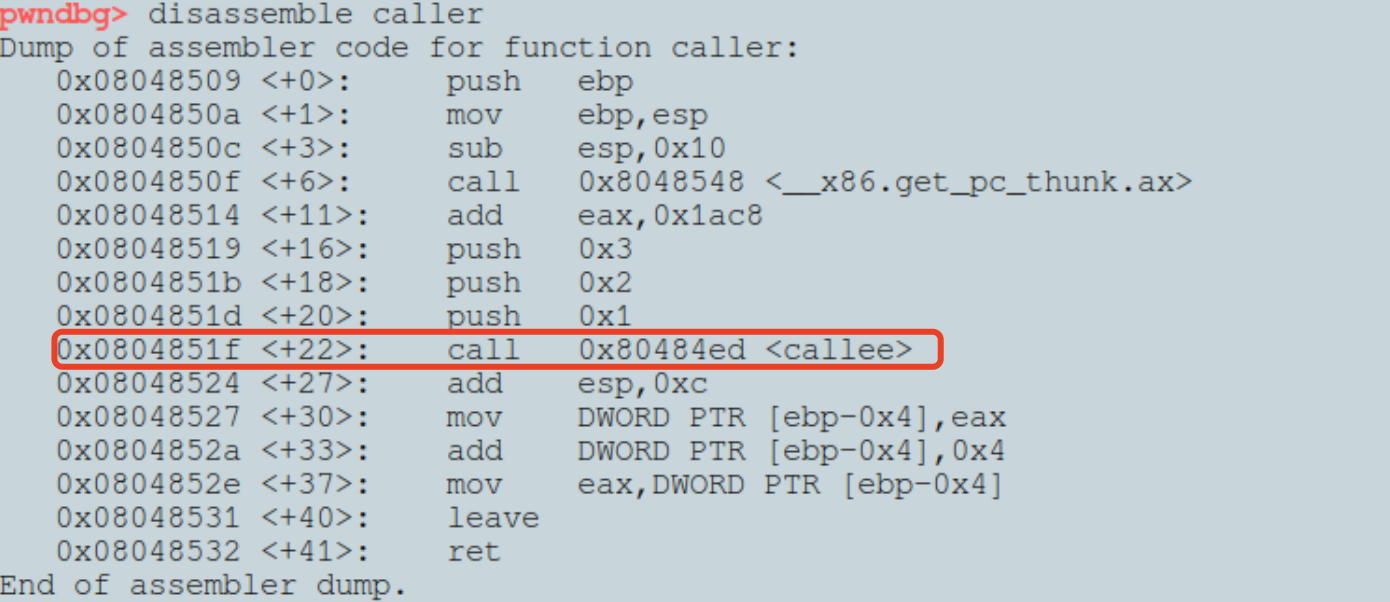 pwndbg> disassemble caller
Dump of assembler code for function caller:
   0x08048509 <+0>:     push   ebp
   0x0804850a <+1>:     mov    ebp,esp
   0x0804850c <+3>:     sub    esp,0x10
   0x0804850f <+6>:     call   0x8048548 <__x86.get_pc_thunk.ax>
   0x08048514 <+11>:    add    eax,0x1ac8
   0x08048519 <+16>:    push   0x3
   0x0804851b <+18>:    push   0x2
   0x0804851d <+20>:    push   0x1
   0x0804851f <+22>:    call   0x80484ed <callee>
   0x08048524 <+27>:    add    esp,0xc
   0x08048527 <+30>:    mov    DWORD PTR [ebp-0x4],eax
   0x0804852a <+33>:    add    DWORD PTR [ebp-0x4],0x4
   0x0804852e <+37>:    mov    eax,DWORD PTR [ebp-0x4]
   0x08048531 <+40>:    leave
   0x08048532 <+41>:    ret
End of assembler dump.